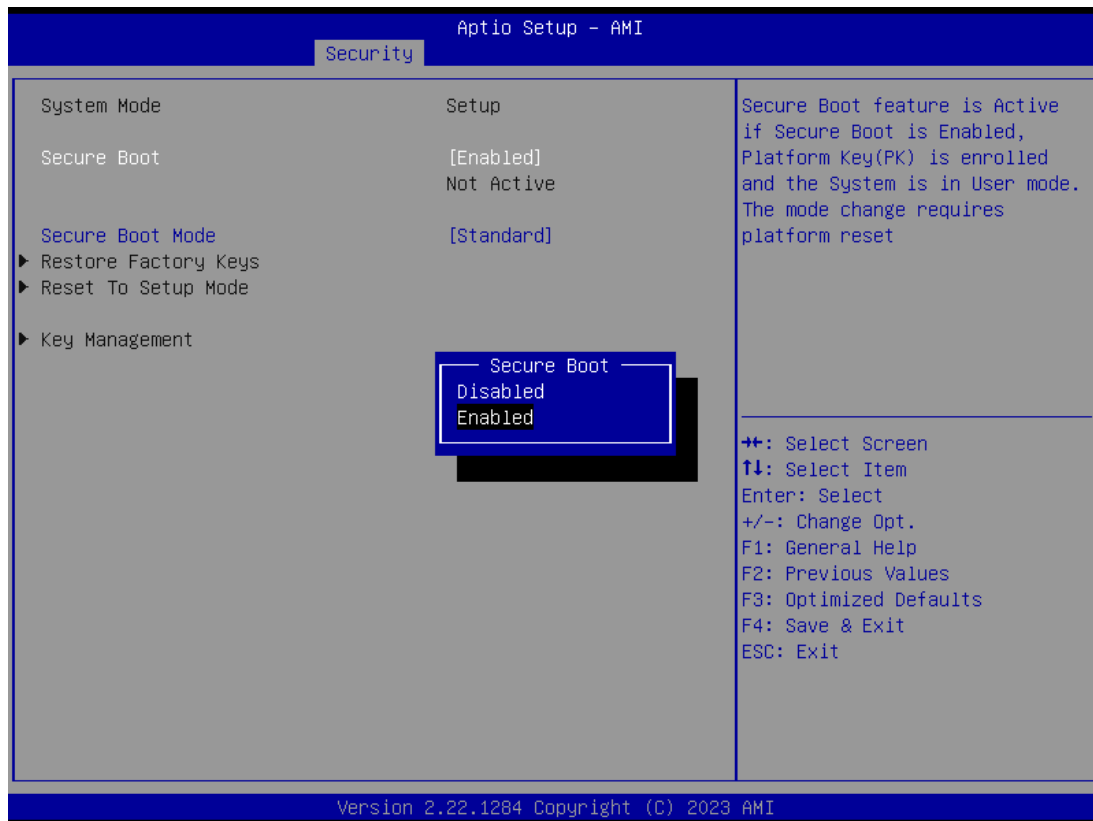 Aptio Setup – AMI
Security
System Mode Setup
Secure Boot [Enabled]
Not Active
Secure Boot Mode [Standard]
▶ Restore Factory Keys
▶ Reset To Setup Mode
▶ Key Management
Secure Boot
Disabled
Enabled
Secure Boot feature is Active
if Secure Boot is Enabled,
Platform Key(PK) is enrolled
and the System is in User mode.
The mode change requires
platform reset
→←: Select Screen
↑↓: Select Item
Enter: Select
+/-: Change Opt.
F1: General Help
F2: Previous Values
F3: Optimized Defaults
F4: Save & Exit
ESC: Exit
Version 2.22.1284 Copyright (C) 2023 AMI